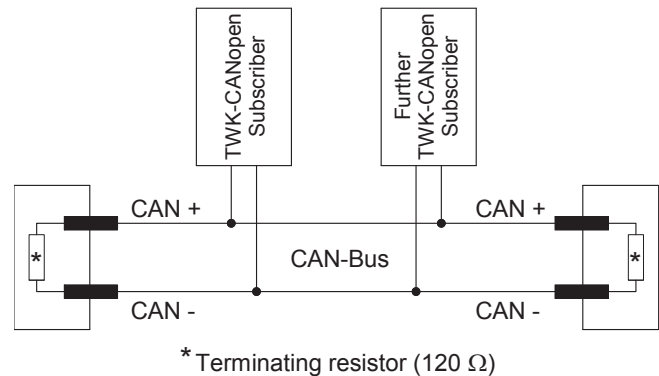 TWK-CANopen
Subscriber
Further
TWK-CANopen
Subscriber
CAN +
CAN +
*
CAN-Bus
*
CAN -
CAN -
* Terminating resistor (120 Ω)